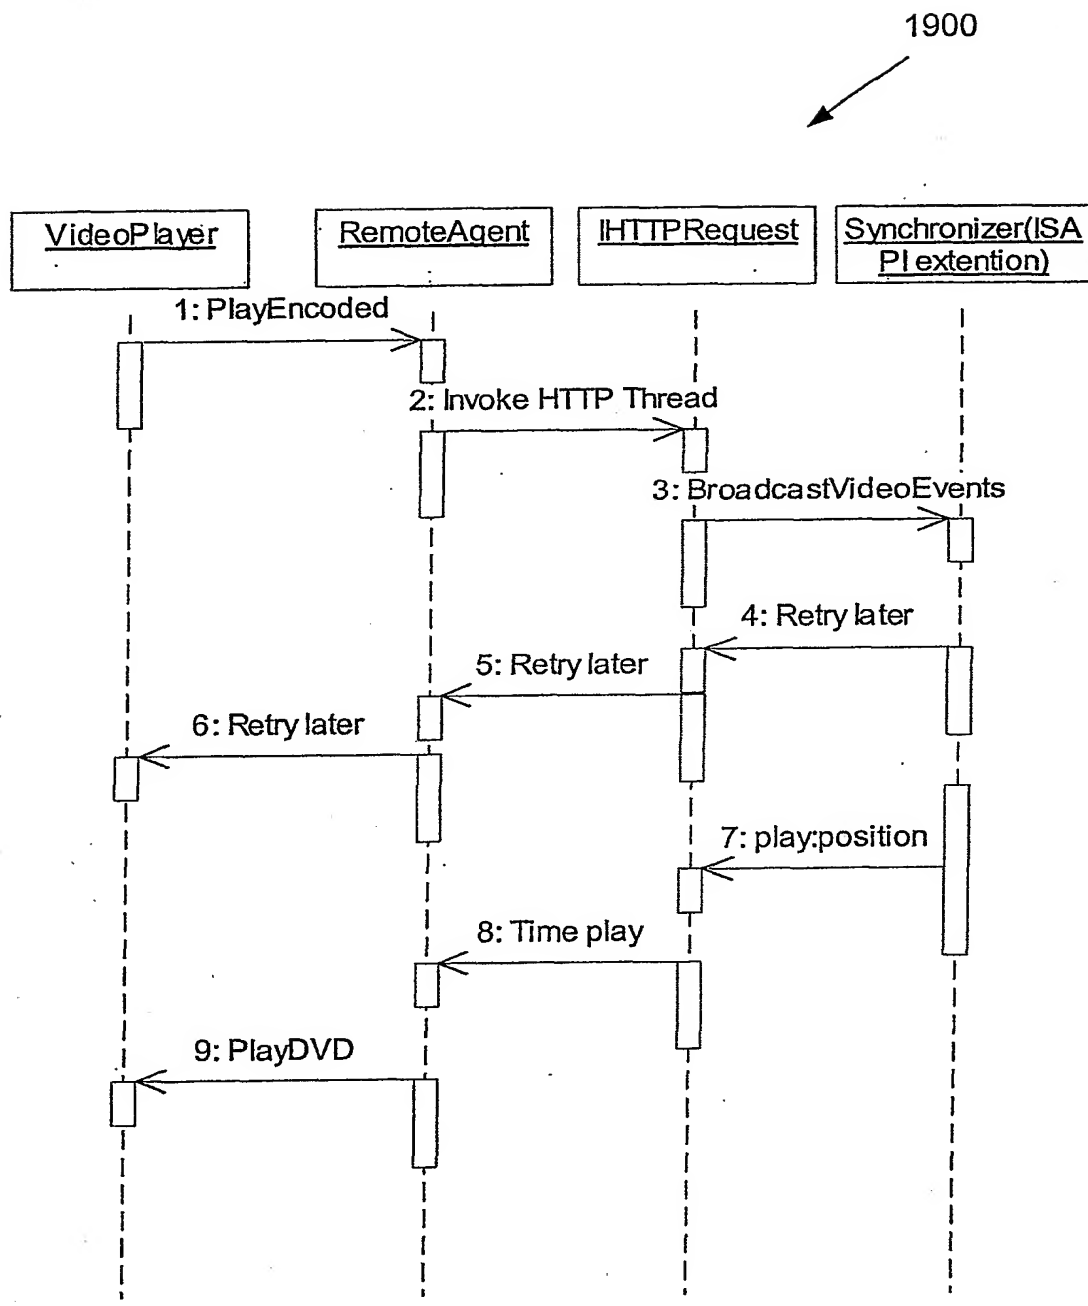 1900
VideoPlayer
RemoteAgent
IHTTPRequest
Synchronizer(ISA
PI extention)
1: PlayEncoded
2: Invoke HTTP Thread
3: BroadcastVideoEvents
4: Retry later
5: Retry later
6: Retry later
7: play:position
8: Time play
9: PlayDVD